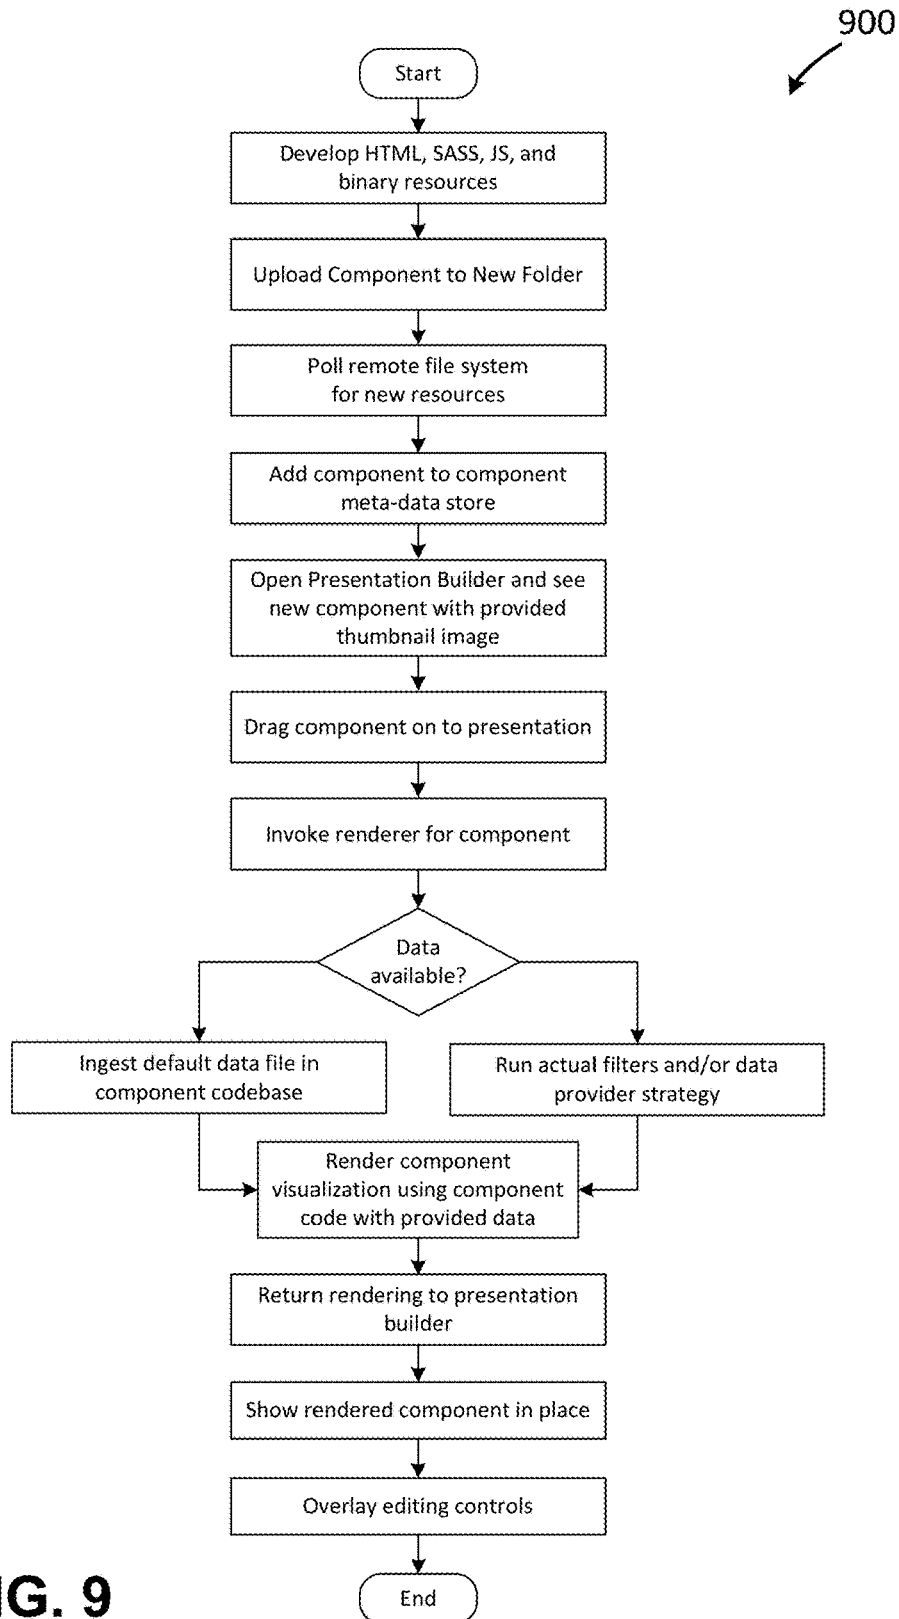 900
Start
Develop HTML, SASS, JS, and
binary resources
Upload Component to New Folder
Poll remote file system
for new resources
Add component to component
meta-data store
Open Presentation Builder and see
new component with provided
thumbnail image
Drag component on to presentation
Invoke renderer for component
Data
available?
Ingest default data file in
component codebase
Run actual filters and/or data
provider strategy
Render component
visualization using component
code with provided data
Return rendering to presentation
builder
Show rendered component in place
Overlay editing controls
End
G. 9